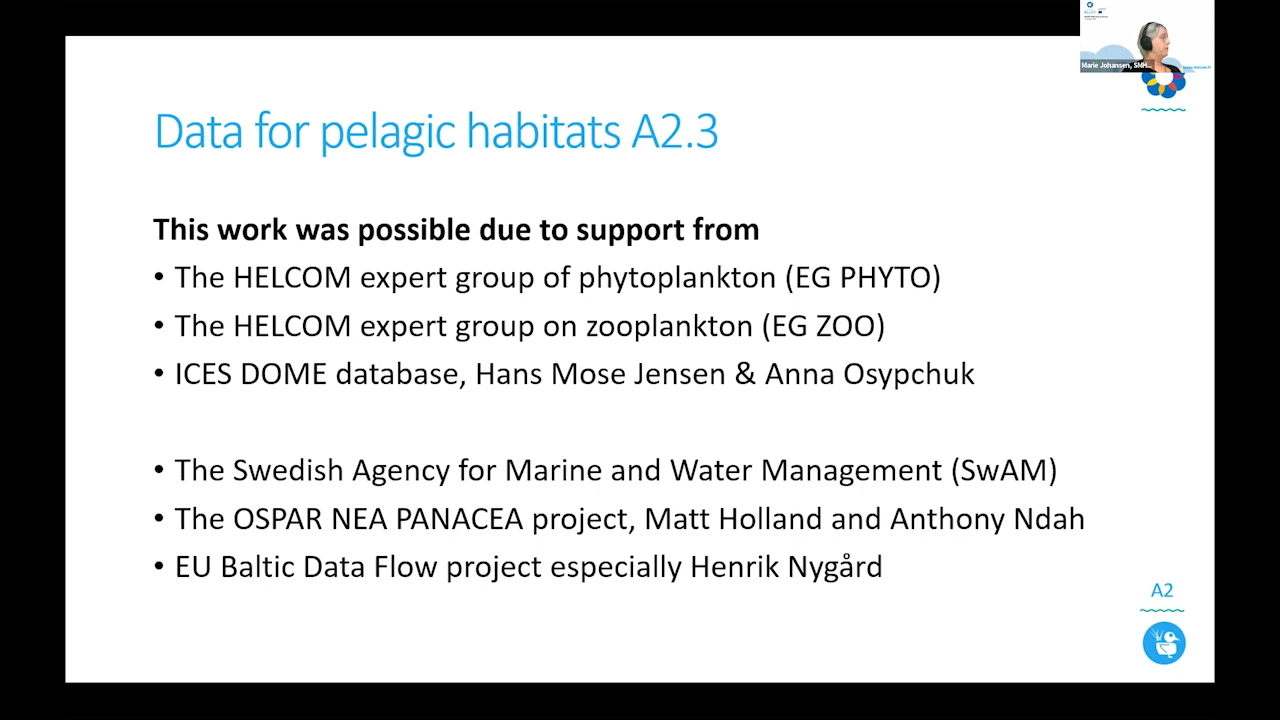 Marie Johansen, SMH...
Data for pelagic habitats A2.3
This work was possible due to support from
• The HELCOM expert group of phytoplankton (EG PHYTO)
• The HELCOM expert group on zooplankton (EG ZOO)
• ICES DOME database, Hans Mose Jensen & Anna Osypchuk
• The Swedish Agency for Marine and Water Management (SwAM)
• The OSPAR NEA PANACEA project, Matt Holland and Anthony Ndah
• EU Baltic Data Flow project especially Henrik Nygård
A2